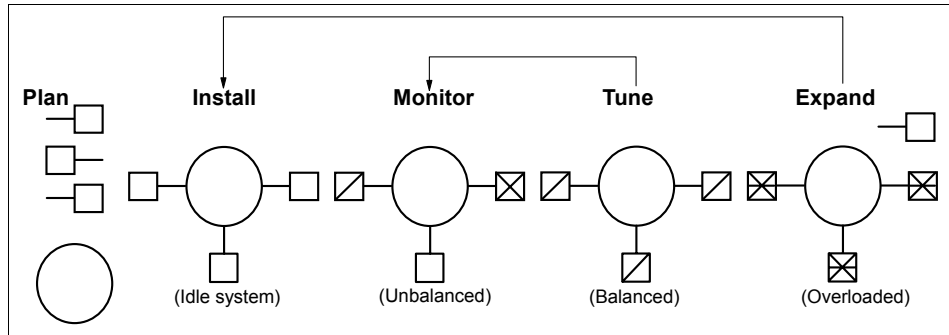 Plan
Install
Monitor
Tune
Expand
(Idle system)
(Unbalanced)
(Balanced)
(Overloaded)